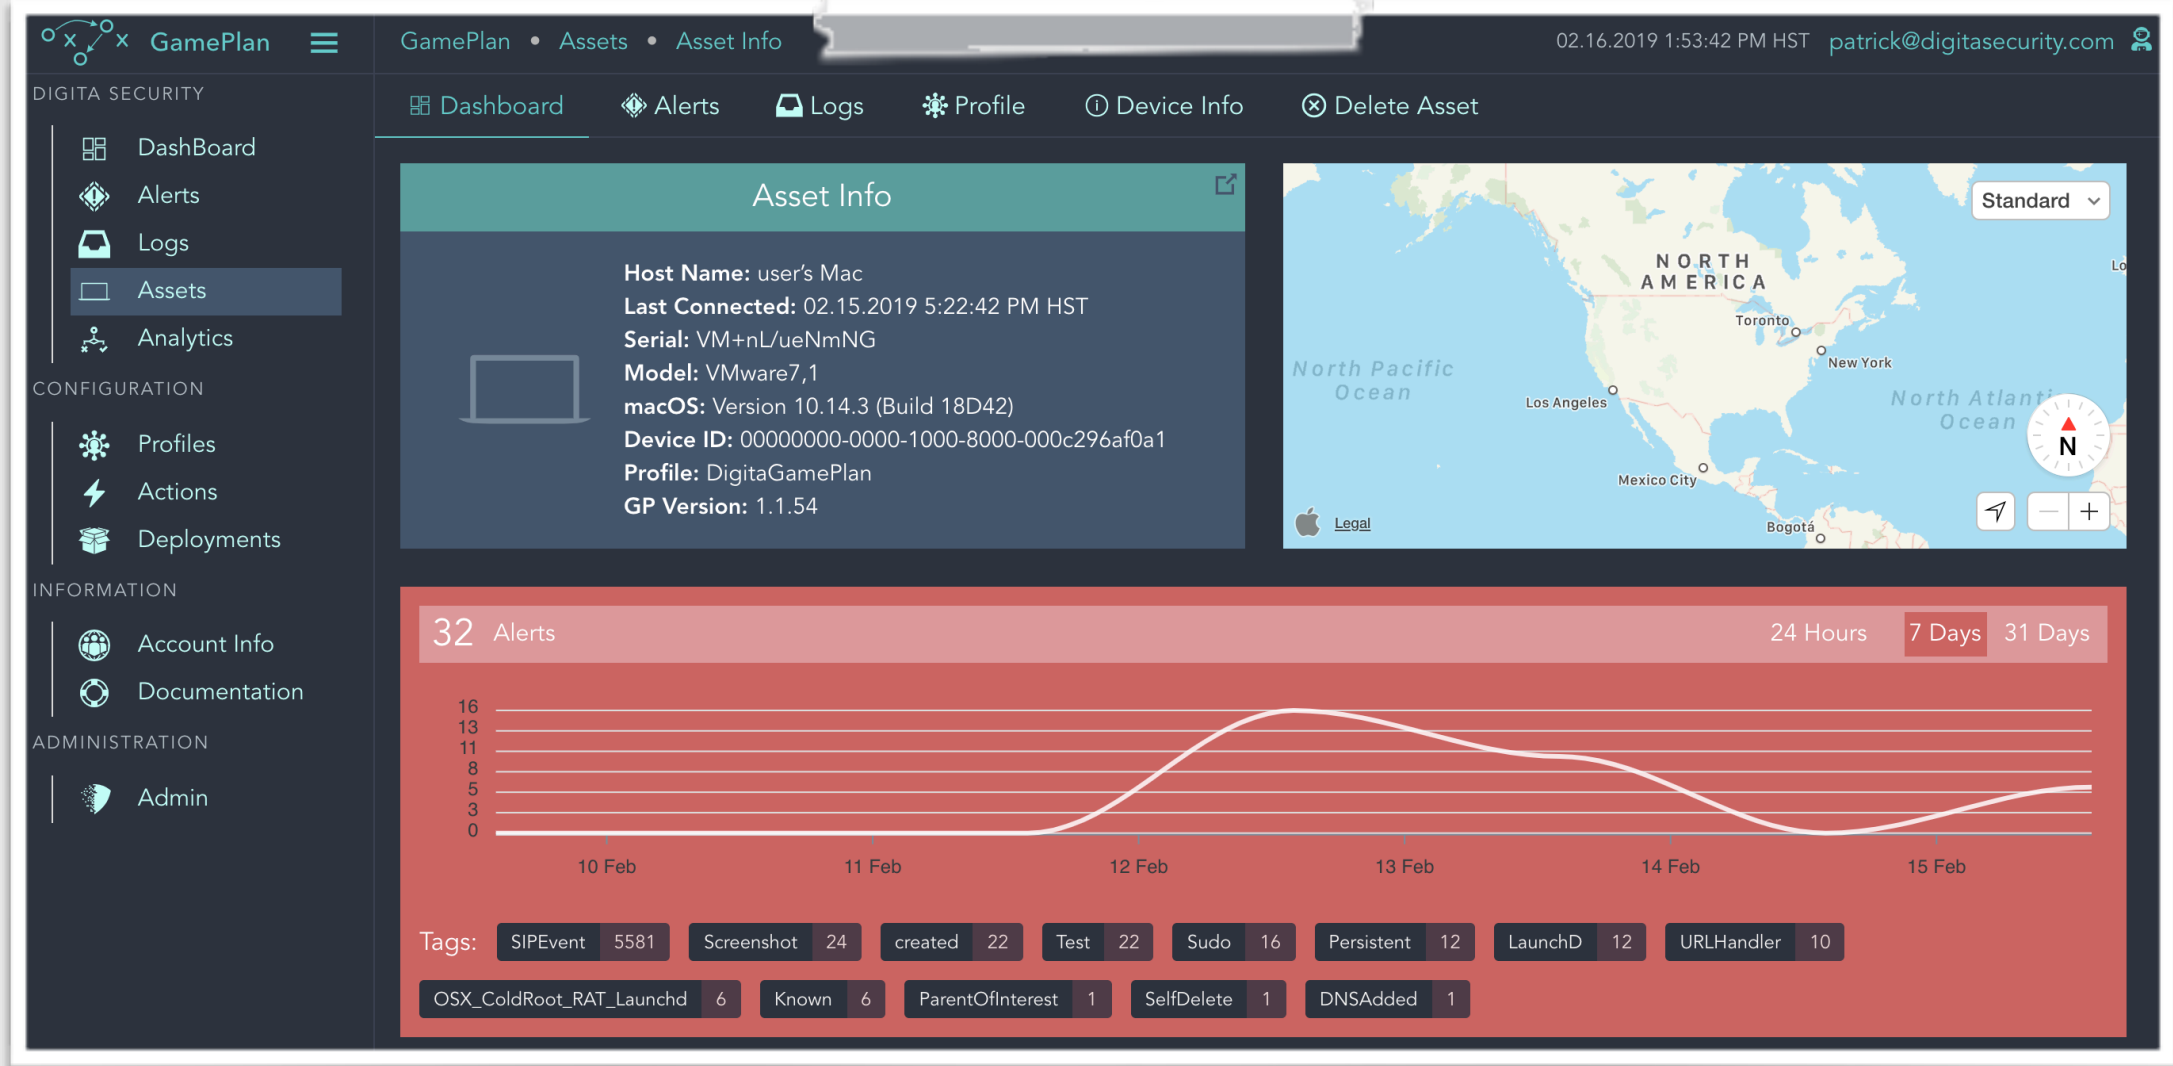 GamePlan
GamePlan • Assets • Asset Info
02.16.2019 1:53:42 PM HST patrick@digitasecurity.com
DIGITA SECURITY
DashBoard
Alerts
Logs
Assets
Analytics
CONFIGURATION
Profiles
Actions
Deployments
INFORMATION
Account Info
Documentation
ADMINISTRATION
Admin
Dashboard Alerts Logs Profile Device Info Delete Asset
Asset Info
Host Name: user’s Mac
Last Connected: 02.15.2019 5:22:42 PM HST
Serial: VM+nL/ueNmNG
Model: VMware7,1
macOS: Version 10.14.3 (Build 18D42)
Device ID: 00000000-0000-1000-8000-000c296af0a1
Profile: DigitaGamePlan
GP Version: 1.1.54
Standard
NORTH
AMERICA
Lo
Toronto
New York
North Pacific
Ocean
Los Angeles
North Atlanti
Ocean
N
Mexico City
Bogotá
Legal
32 Alerts
24 Hours 7 Days 31 Days
16
13
11
8
5
3
0
10 Feb 11 Feb 12 Feb 13 Feb 14 Feb 15 Feb
Tags: SIPEvent 5581 Screenshot 24 created 22 Test 22 Sudo 16 Persistent 12 LaunchD 12 URLHandler 10
OSX_ColdRoot_RAT_Launchd 6 Known 6 ParentOfInterest 1 SelfDelete 1 DNSAdded 1